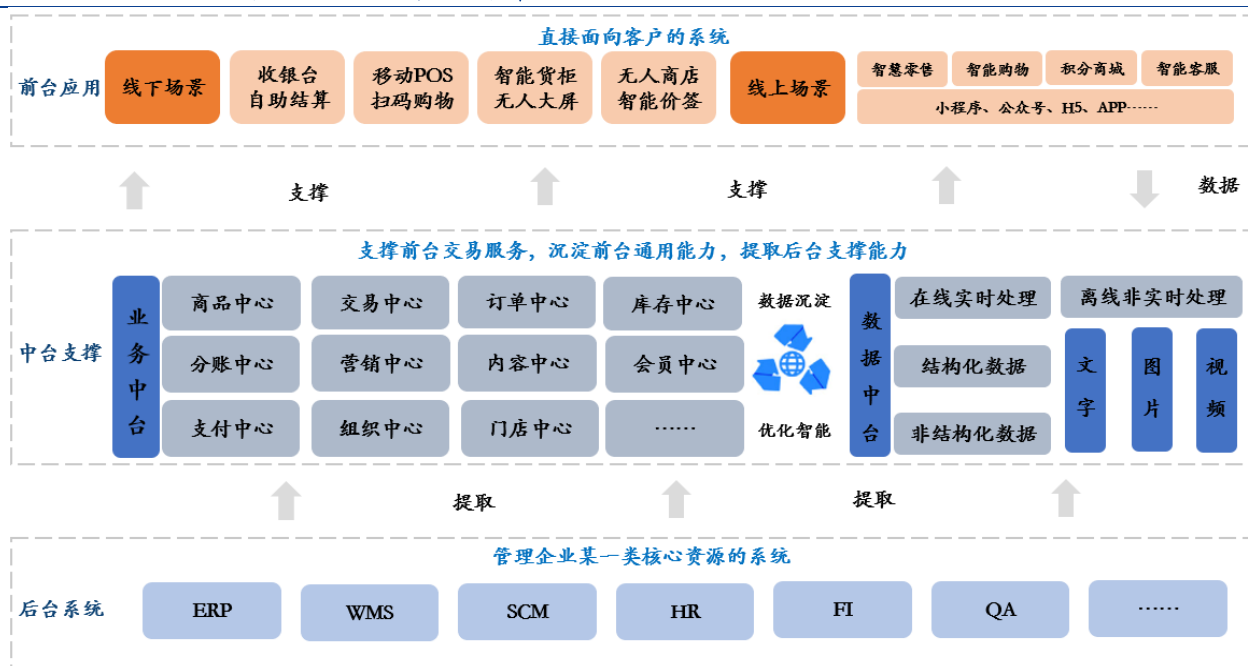 直接面向客户的系统
前台应用
线下场景
收银台
自助结算
移动POS
扫码购物
智能货柜
无人大屏
无人商店
智能价签
线上场景
智慧零售
智能购物
积分商城
智能客服
小程序、公众号、H5、APP……
支撑
支撑
数据
支撑前台交易服务，沉淀前台通用能力，提取后台支撑能力
中台支撑
业务中台
商品中心
交易中心
订单中心
库存中心
分账中心
营销中心
内容中心
会员中心
支付中心
组织中心
门店中心
……
数据沉淀
优化智能
数据中台
在线实时处理
离线非实时处理
结构化数据
非结构化数据
文字
图片
视频
提取
提取
管理企业某一类核心资源的系统
后台系统
ERP
WMS
SCM
HR
FI
QA
……